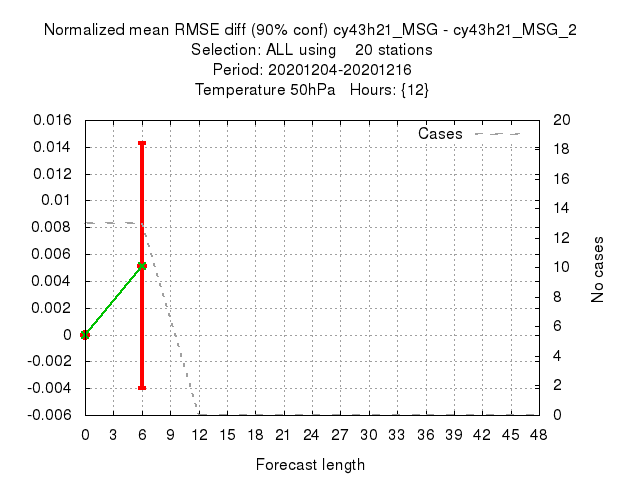 Normalized mean RMSE diff (90% conf) cy43h21_MSG - cy43h21_MSG_2
Selection: ALL using 20 stations
Period: 20201204-20201216
Temperature 50hPa Hours: {12}
Cases
0.016
0.014
0.012
0.01
0.008
0.006
0.004
0.002
0
-0.002
-0.004
-0.006
20
18
16
14
12
10
8
6
4
2
0
No cases
0 3 6 9 12 15 18 21 24 27 30 33 36 39 42 45 48
Forecast length